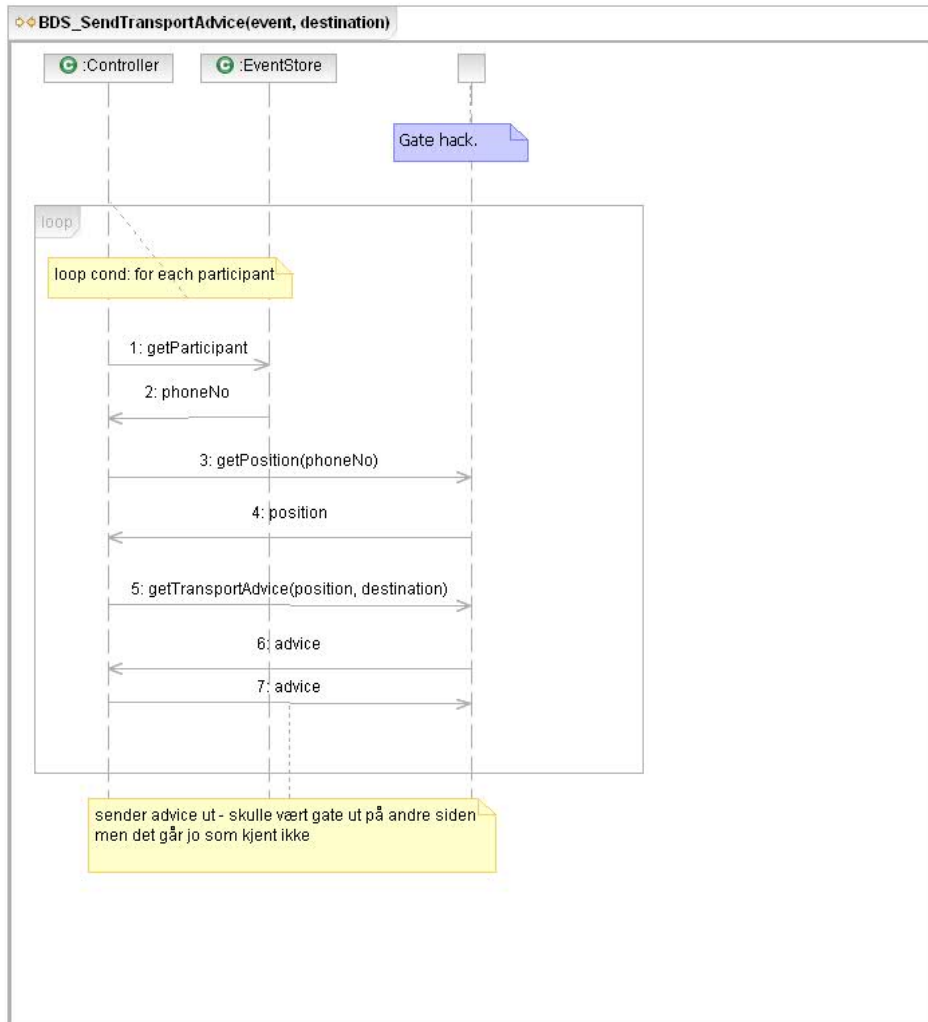 BDS_SendTransportAdvice(event, destination)
C :Controller
C :EventStore
Gate hack.
loop
loop cond: for each participant
1: getParticipant
2: phoneNo
3: getPosition(phoneNo)
4: position
5: getTransportAdvice(position, destination)
6: advice
7: advice
sender advice ut - skulle vært gate ut på andre siden
men det går jo som kjent ikke